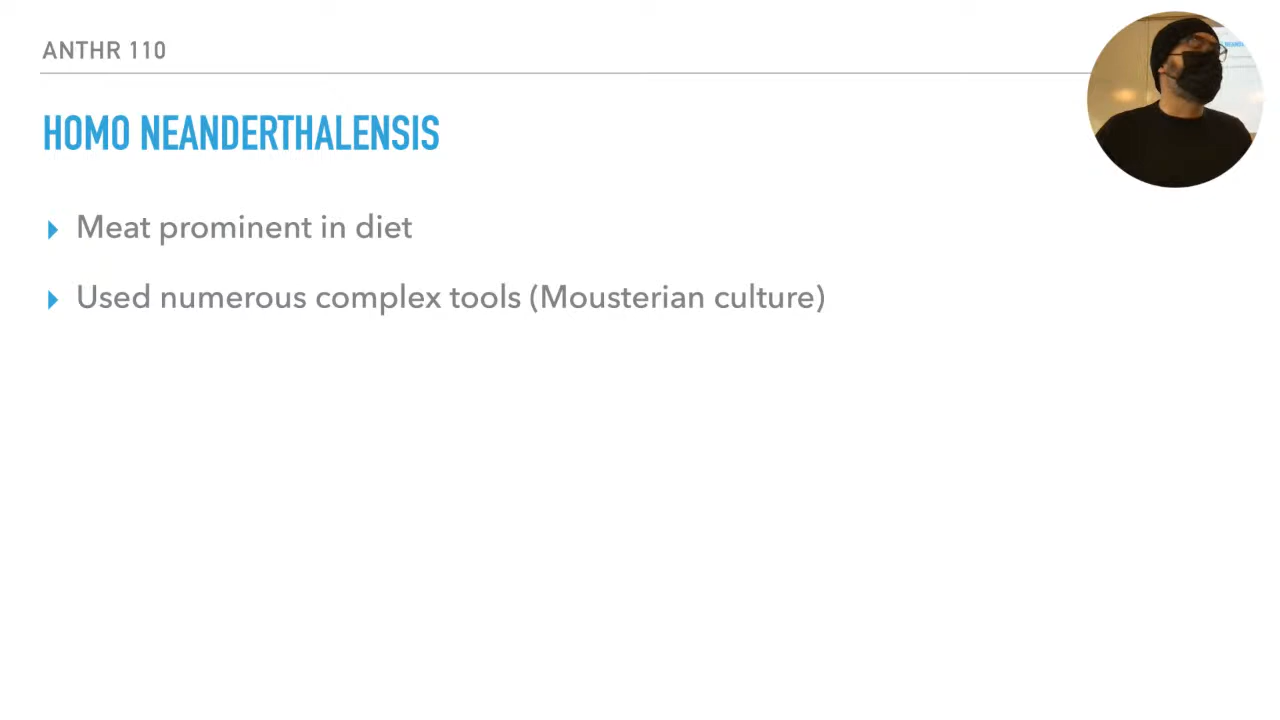 ANTHR 110
HOMO NEANDERTHALENSIS
Meat prominent in diet
Used numerous complex tools (Mousterian culture)